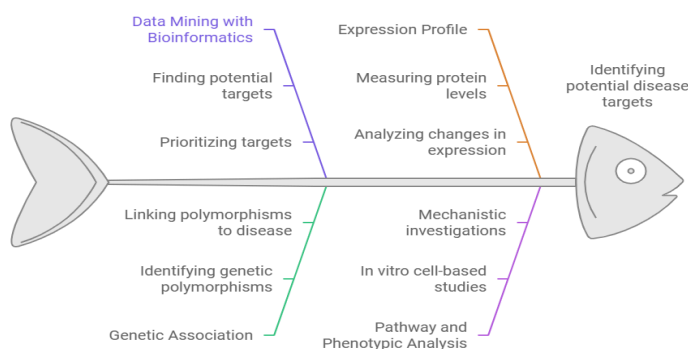 Data Mining with
Bioinformatics
Finding potential
targets
Prioritizing targets
Expression Profile
Measuring protein
levels
Analyzing changes in
expression
Identifying
potential disease
targets
Linking polymorphisms
to disease
Identifying genetic
polymorphisms
Genetic Association
Mechanistic
investigations
In vitro cell-based
studies
Pathway and
Phenotypic Analysis